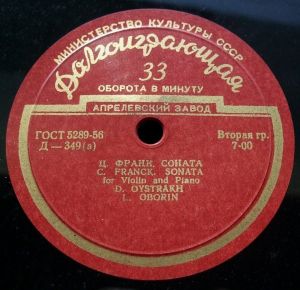 МИНИСТЕРСТВО КУЛЬТУРЫ СССР
Долгоиграющая
33
ОБОРОТА В МИНУТУ
АПРЕЛЕВСКИЙ ЗАВОД
ГОСТ 5289-56
Д—349(а)
Вторая гр.
7-00
Ц. ФРАНК, СОНАТА
C. FRANCK, SONATA
for Violin and Piano
D. OYSTRAKH
L. OBORIN